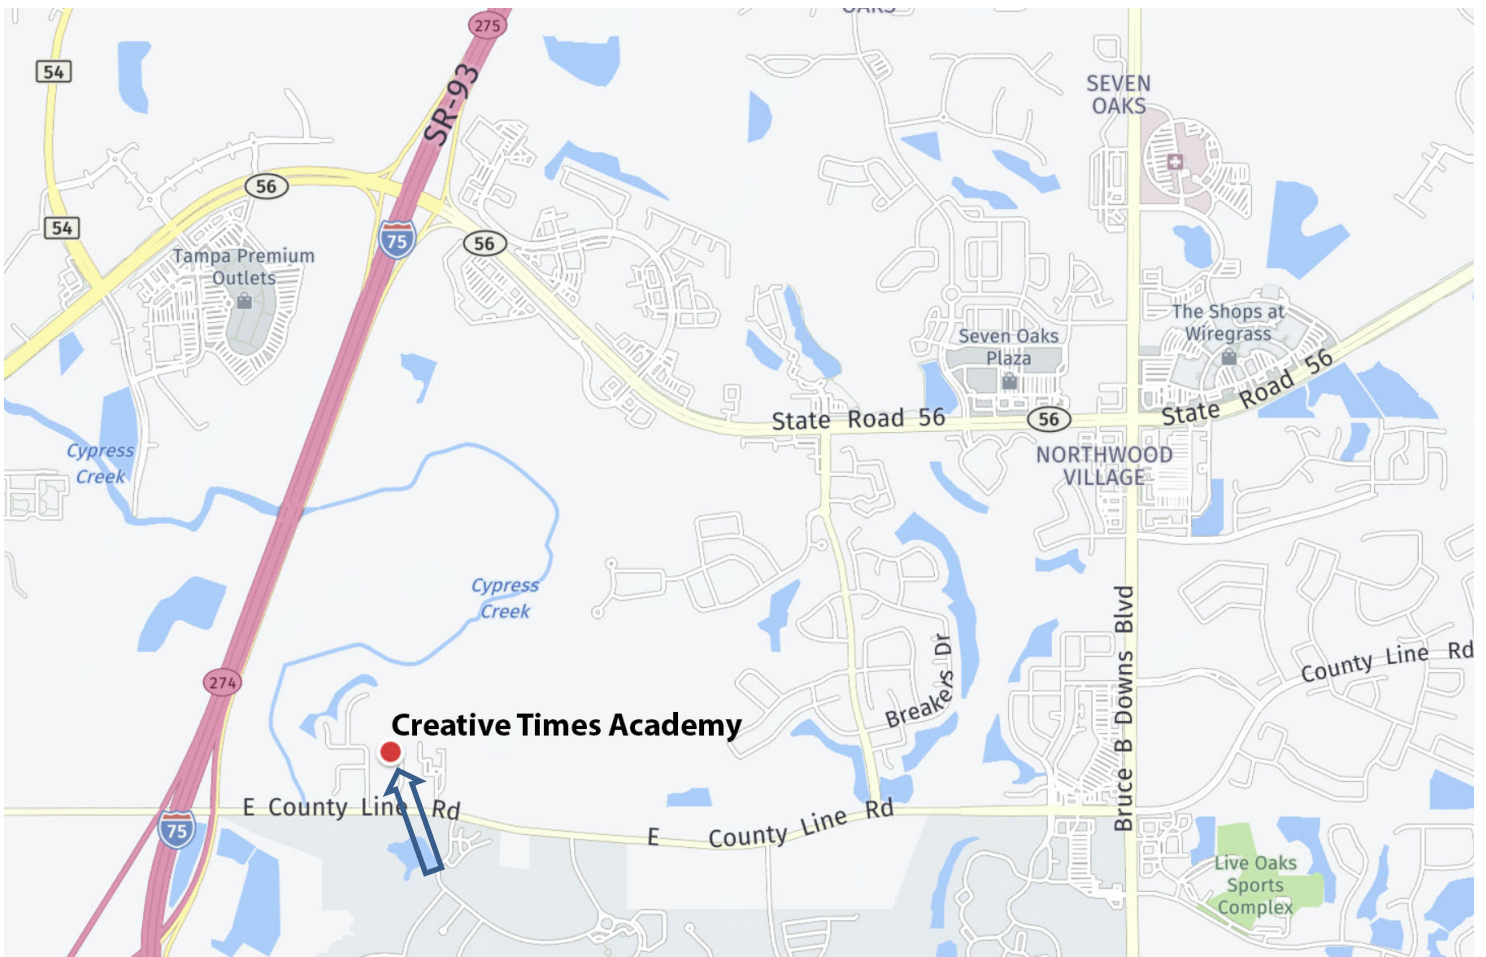 OAKS
275
54
SR-93
SEVEN
OAKS
56
54
75
56
Tampa Premium
Outlets
The Shops at
Wiregrass
Seven Oaks
Plaza
State Road 56
State Road 56
56
NORTHWOOD
VILLAGE
Cypress
Creek
Cypress
Creek
Bruce B Downs Blvd
Breakers Dr
County Line Rd
274
Creative Times Academy
E County Line Rd
E County Line Rd
75
Live Oaks
Sports
Complex